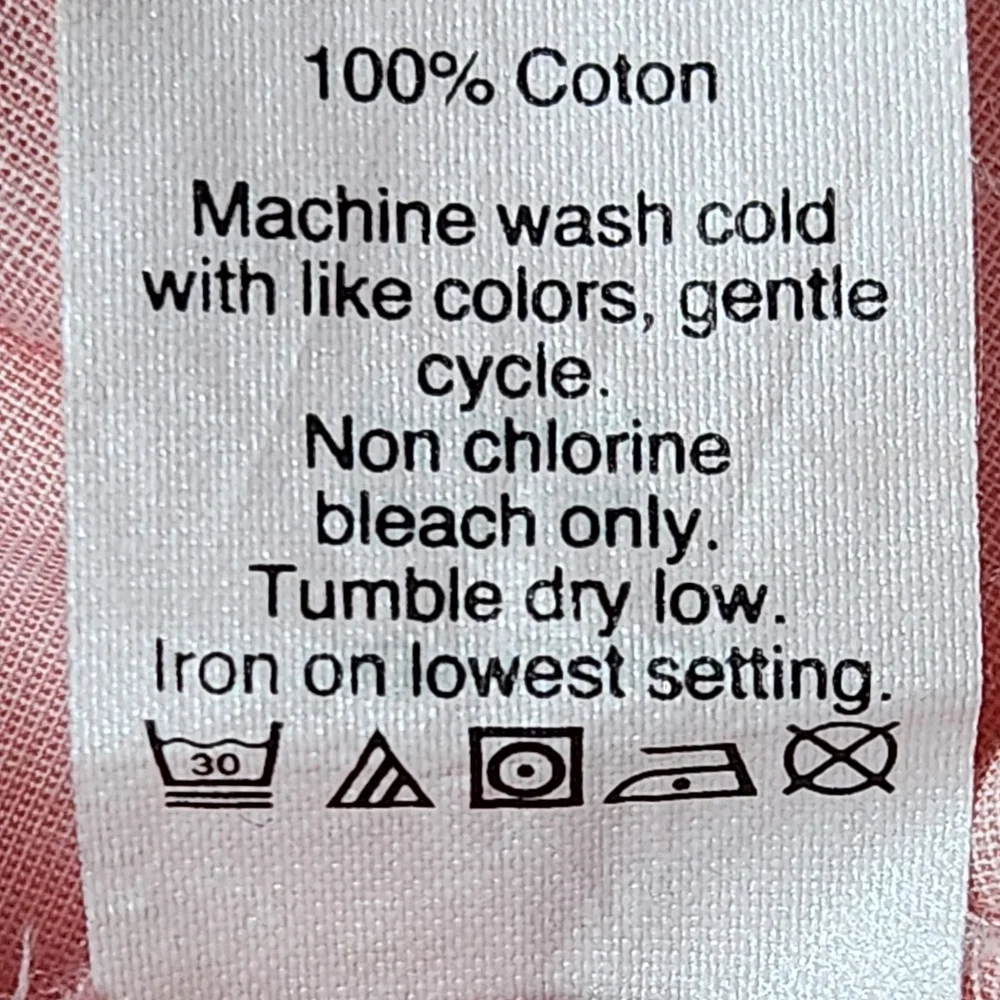 100% Coton
Machine wash cold
with like colors, gentle
cycle.
Non chlorine
bleach only.
Tumble dry low.
Iron on lowest setting.
30